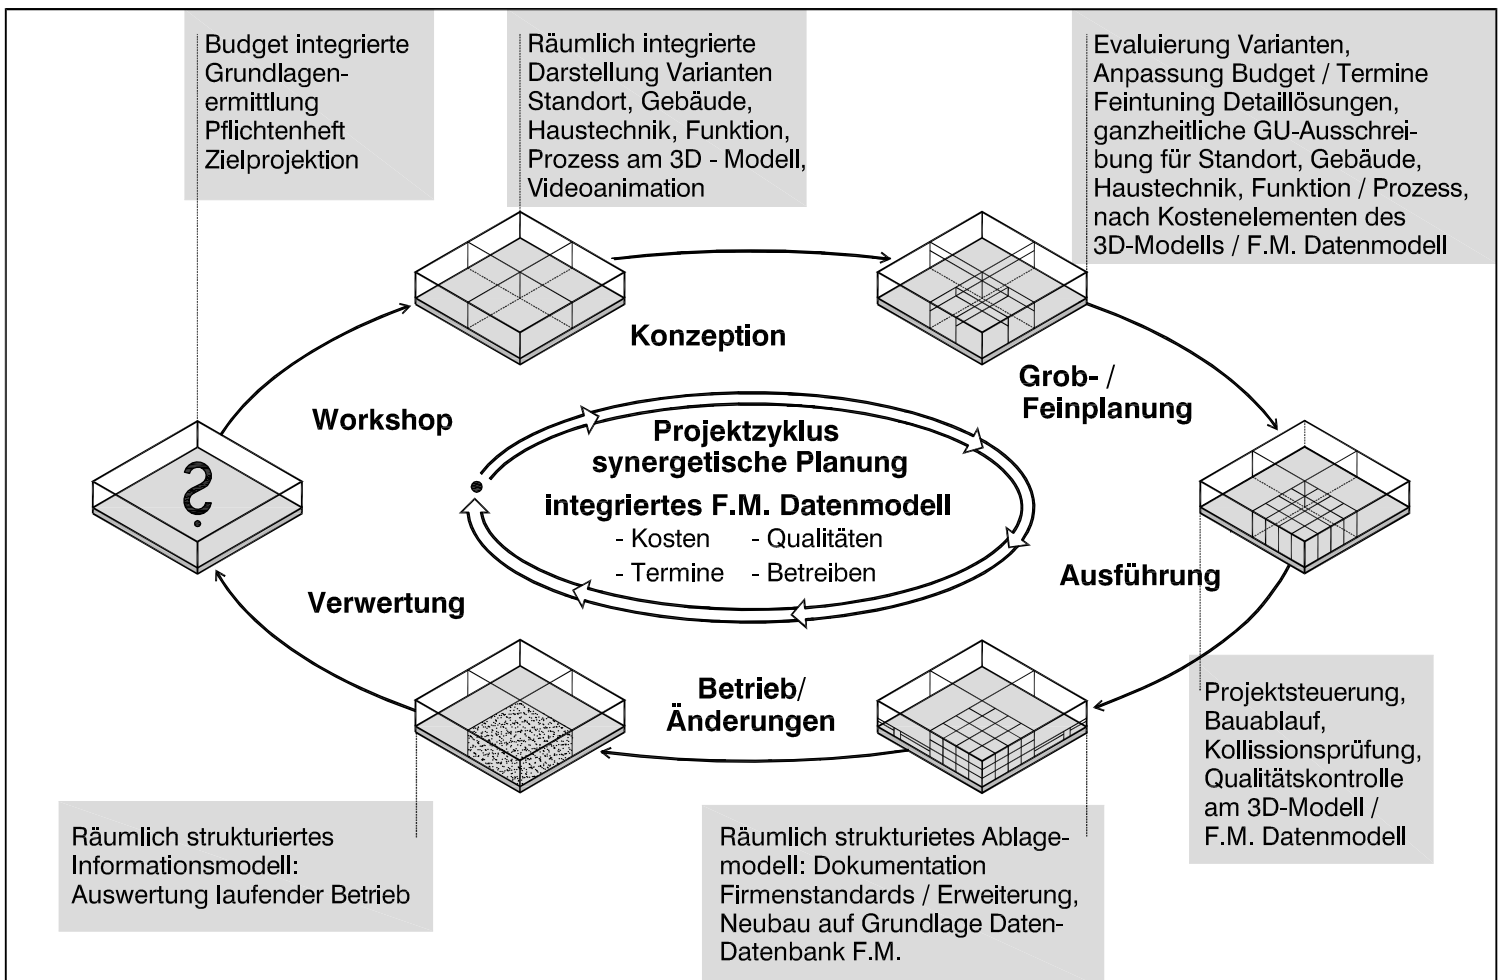 Budget integrierte
Grundlagen-
ermittlung
Pflichtenheft
Zielprojektion
Räumlich integrierte
Darstellung Varianten
Standort, Gebäude,
Haustechnik, Funktion,
Prozess am 3D - Modell,
Videoanimation
Evaluierung Varianten,
Anpassung Budget / Termine
Feintuning Detaillösungen,
ganzheitliche GU-Ausschrei-
bung für Standort, Gebäude,
Haustechnik, Funktion / Prozess,
nach Kostenelementen des
3D-Modells / F.M. Datenmodell
Konzeption
Grob- /
Feinplanung
Workshop
Projektzyklus
synergetische Planung
integriertes F.M. Datenmodell
- Kosten - Qualitäten
- Termine - Betreiben
?
Ausführung
Verwertung
Betrieb/
Änderungen
Projektsteuerung,
Bauablauf,
Kollissionsprüfung,
Qualitätskontrolle
am 3D-Modell /
F.M. Datenmodell
Räumlich strukturiertes
Informationsmodell:
Auswertung laufender Betrieb
Räumlich strukturietes Ablage-
modell: Dokumentation
Firmenstandards / Erweiterung,
Neubau auf Grundlage Daten-
Datenbank F.M.